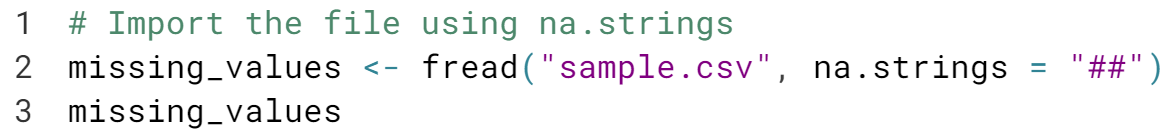 1 # Import the file using na.strings
2 missing_values <- fread("sample.csv", na.strings = "##")
3 missing_values